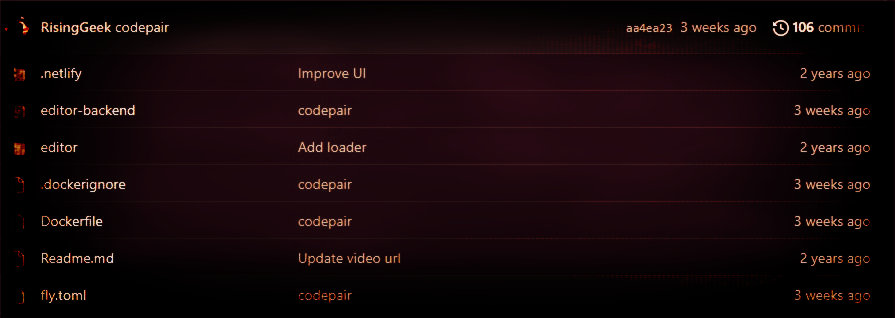 RisingGeek codepair aa4ea23 3 weeks ago 106 commits
.netlify Improve UI 2 years ago
editor-backend codepair 3 weeks ago
editor Add loader 2 years ago
.dockerignore codepair 3 weeks ago
Dockerfile codepair 3 weeks ago
Readme.md Update video url 2 years ago
fly.toml codepair 3 weeks ago